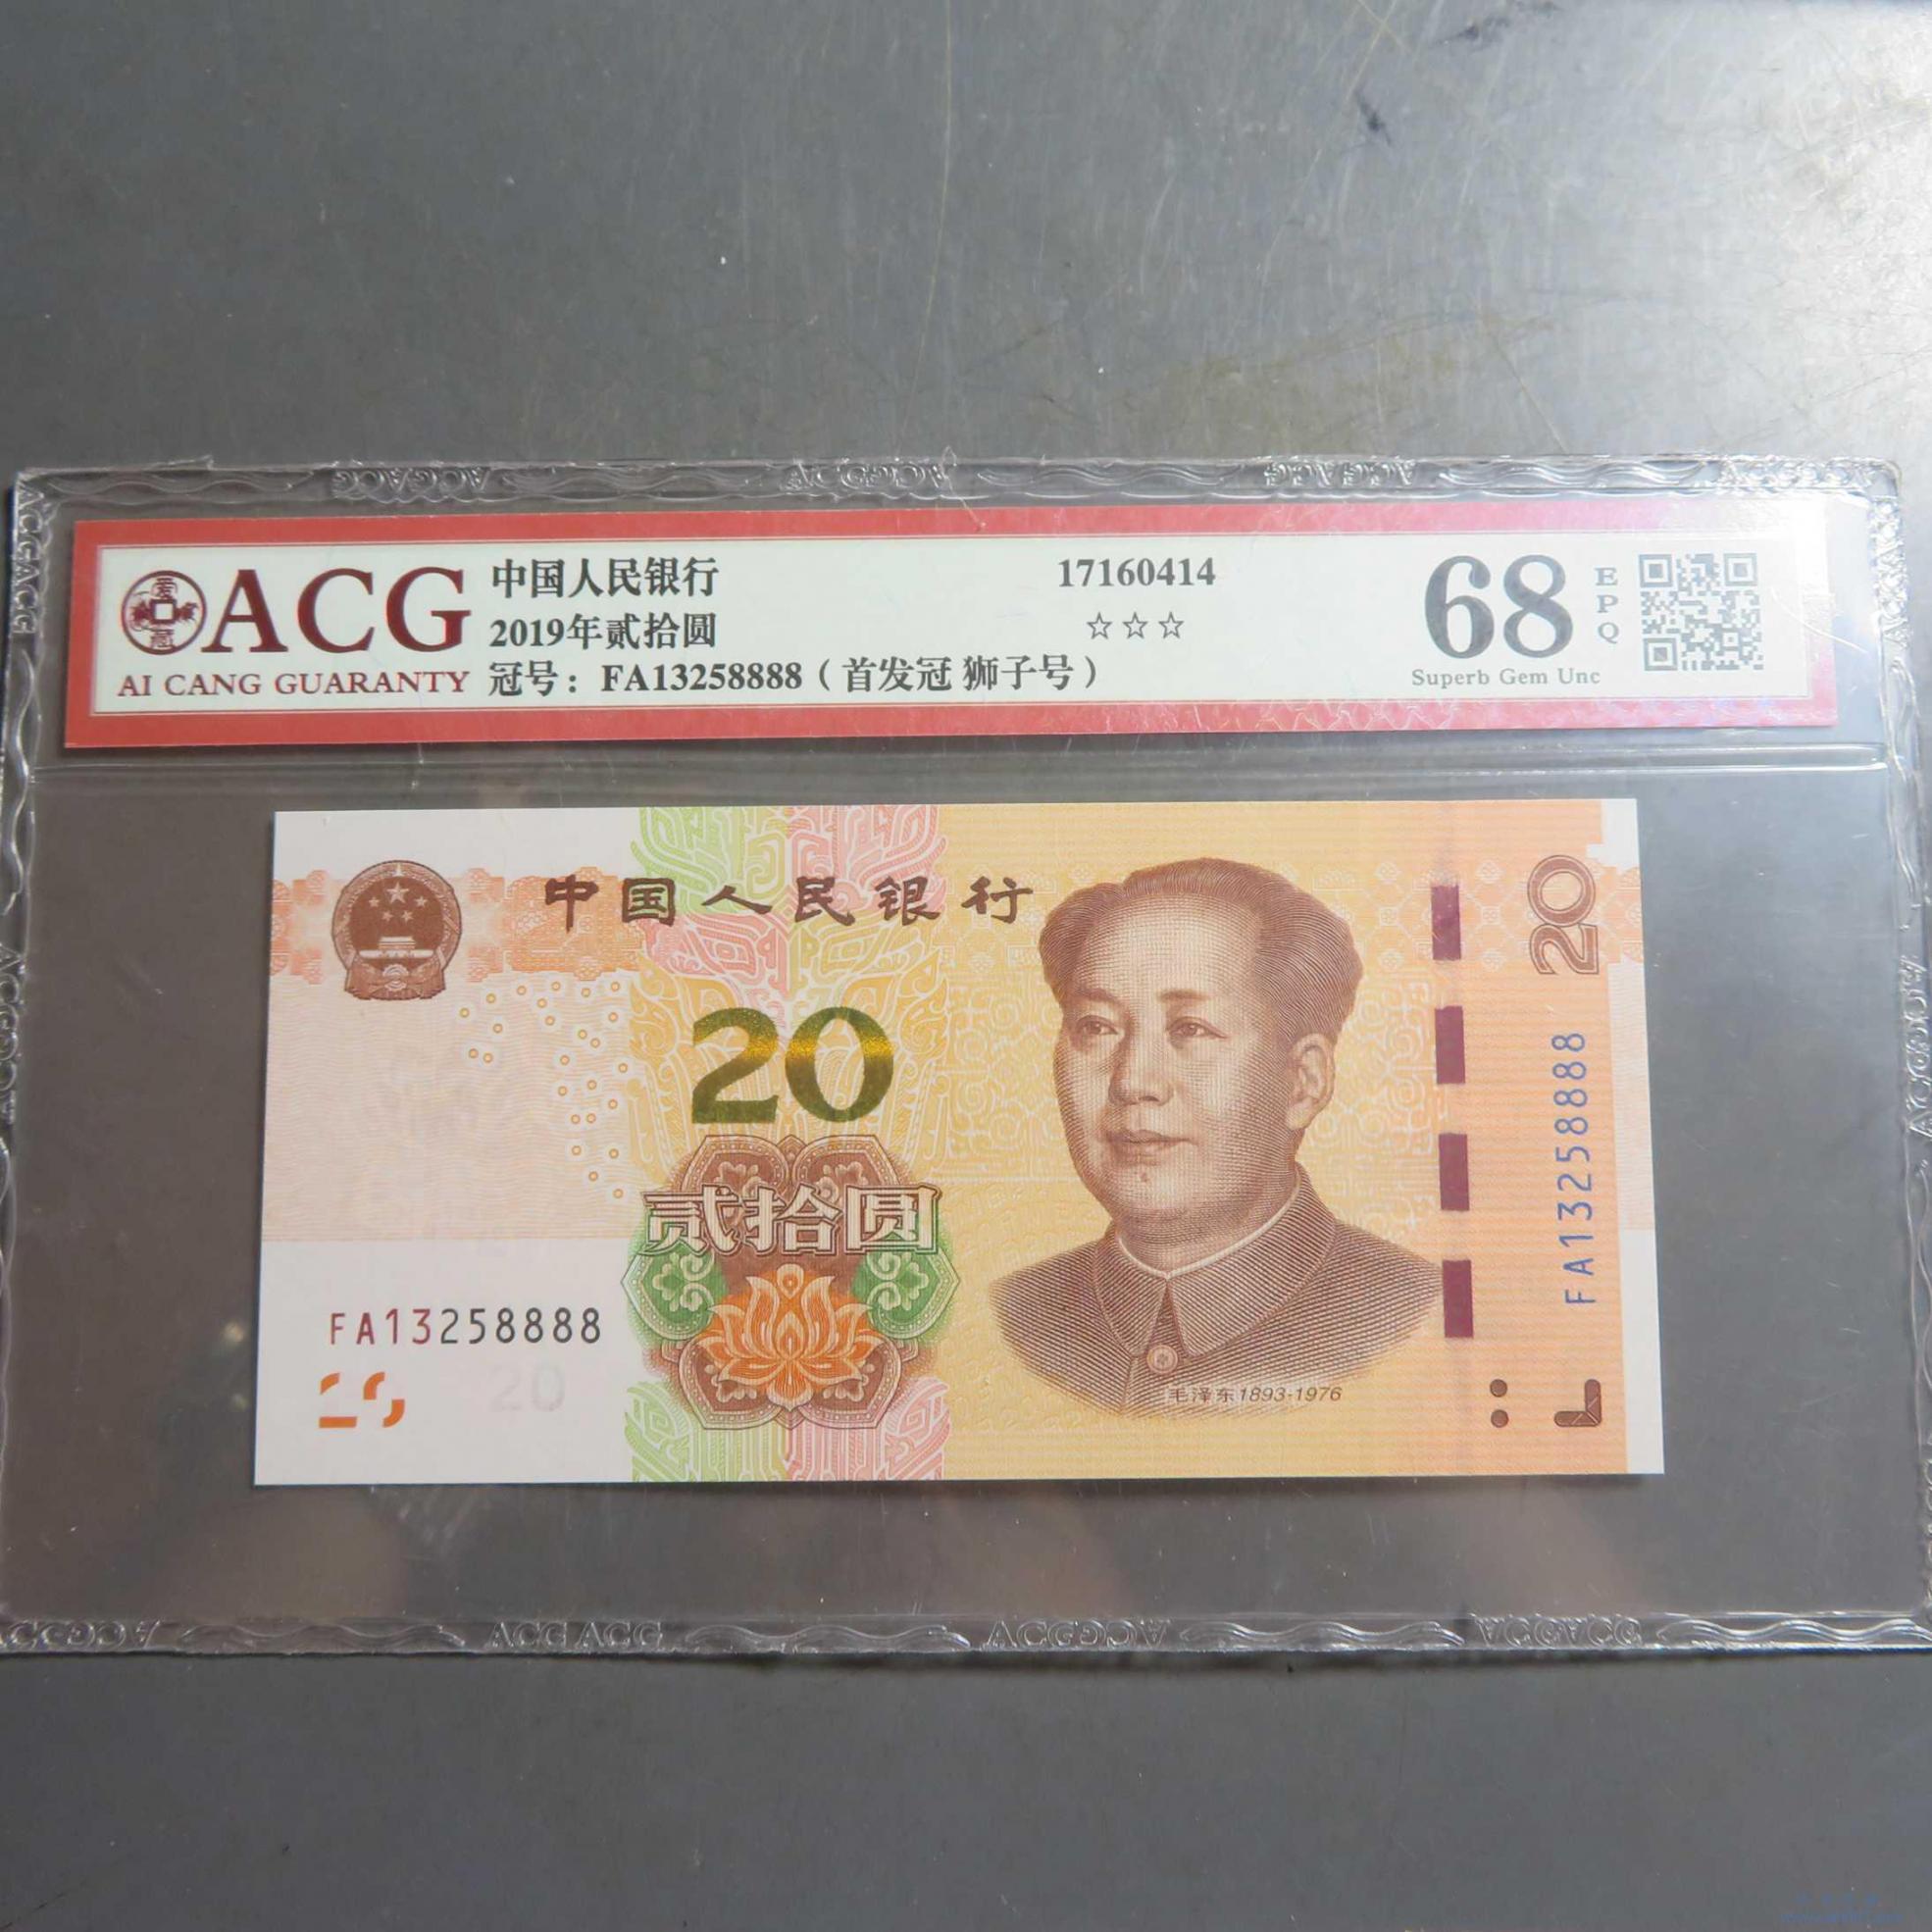 ACG
AI CANG GUARANTY
中国人民银行
2019年贰拾圆
冠号：FA13258888（首发冠 狮子号）
17160414
☆☆☆
68
EPQ
Superb Gem Unc
中国人民银行
20
贰拾圆
FA13258888
20
毛泽东1893-1976
20
FA13258888
ACG ACG